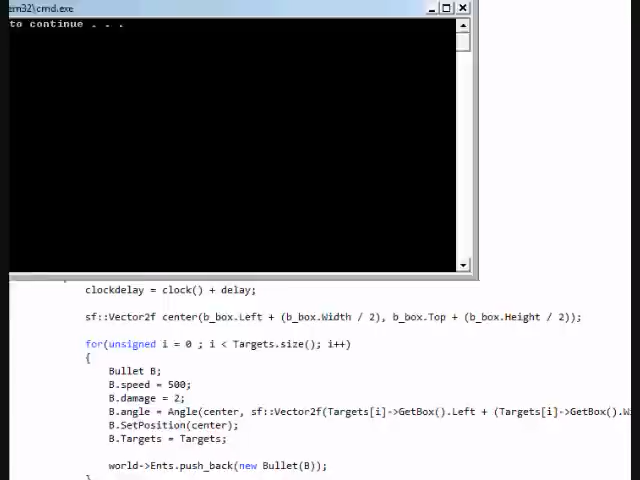 em32\cmd.exe
to continue . . .
clockdelay = clock() + delay;
sf::Vector2f center(b_box.Left + (b_box.Width / 2), b_box.Top + (b_box.Height / 2));
for(unsigned i = 0 ; i < Targets.size(); i++)
{
Bullet B;
B.speed = 500;
B.damage = 2;
B.angle = Angle(center, sf::Vector2f(Targets[i]->GetBox().Left + (Targets[i]->GetBox().W
B.SetPosition(center);
B.Targets = Targets;
world->Ents.push_back(new Bullet(B));
}